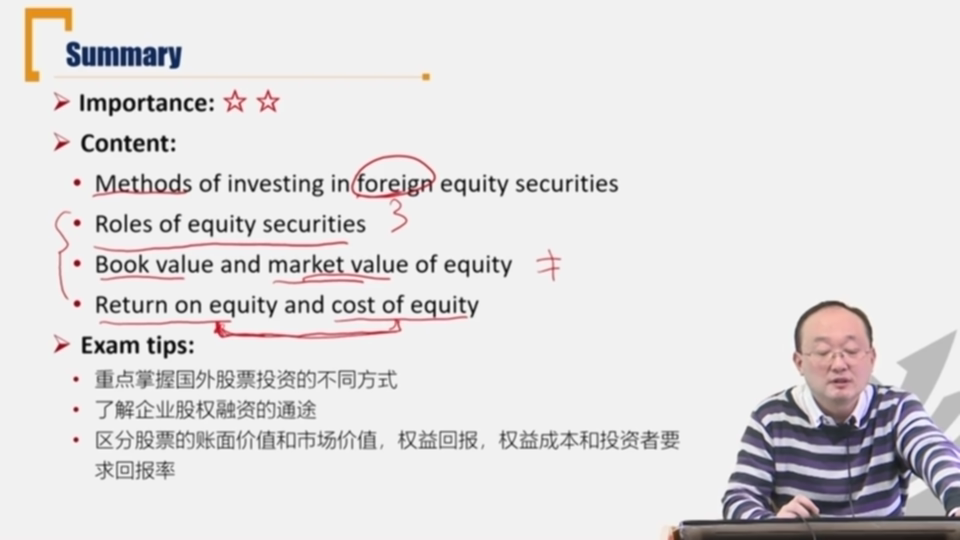 Summary
Importance: ☆ ☆
Content:
• Methods of investing in foreign equity securities
3
• Roles of equity securities
• Book value and market value of equity ≠
• Return on equity and cost of equity
Exam tips:
• 重点掌握国外股票投资的不同方式
• 了解企业股权融资的通途
• 区分股票的账面价值和市场价值，权益回报，权益成本和投资者要
求回报率